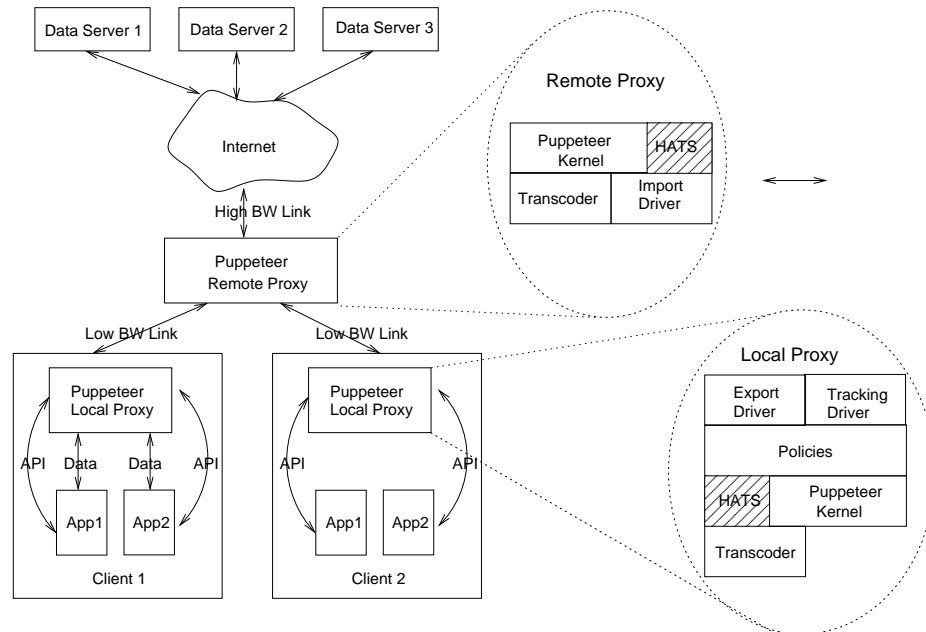 Data Server 1
Data Server 2
Data Server 3
Internet
High BW Link
Puppeteer
Remote Proxy
Low BW Link
Low BW Link
Puppeteer
Local Proxy
API
Data
Data
API
App1
App2
Client 1
Puppeteer
Local Proxy
API
API
App1
App2
Client 2
Remote Proxy
Puppeteer
Kernel
HATS
Transcoder
Import
Driver
Local Proxy
Export
Driver
Tracking
Driver
Policies
HATS
Puppeteer
Kernel
Transcoder